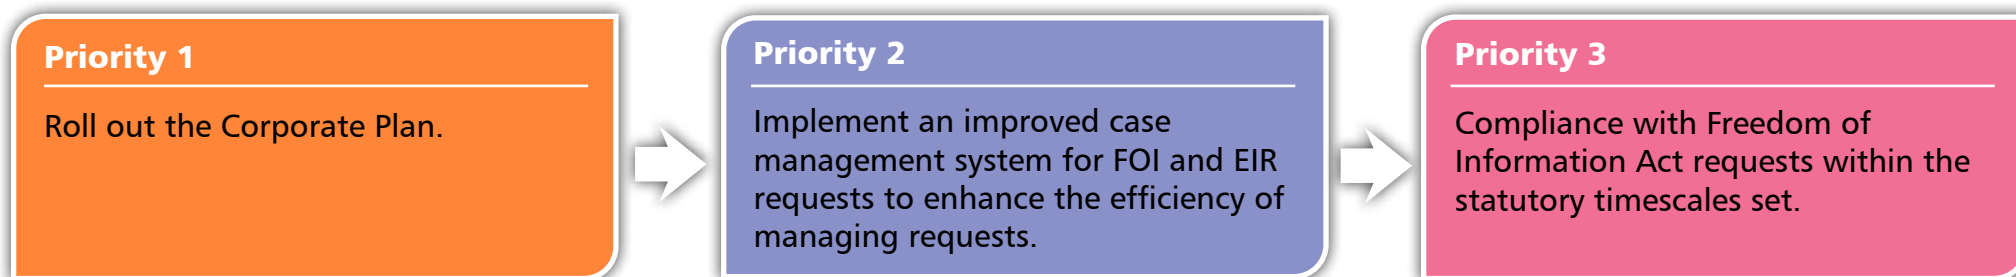 Priority 1
Roll out the Corporate Plan.
Priority 2
Implement an improved case
management system for FOI and EIR
requests to enhance the efficiency of
managing requests.
Priority 3
Compliance with Freedom of
Information Act requests within the
statutory timescales set.